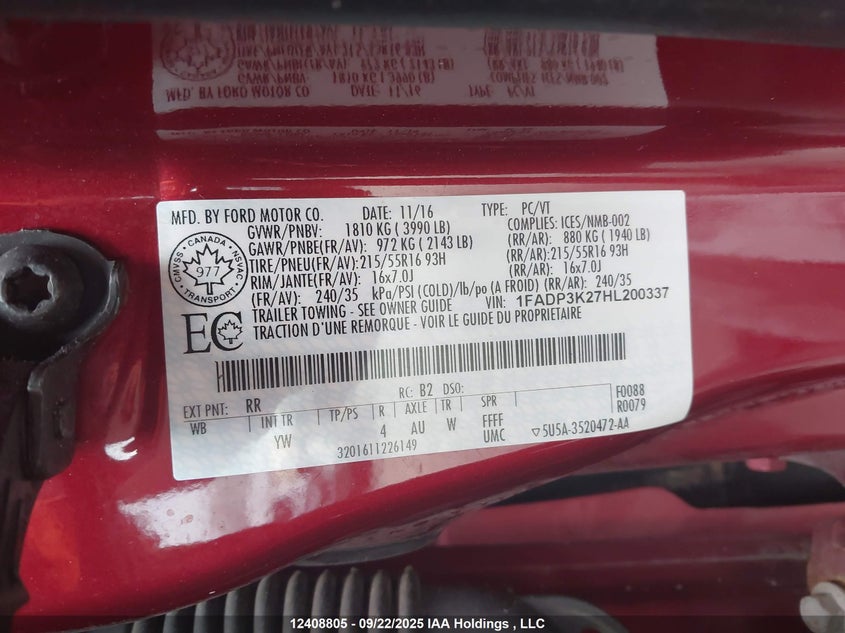 MFD. BY FORD MOTOR CO. DATE: 11/16 TYPE: PC/VT
GVWR/PNBV: 1810 KG ( 3990 LB) COMPLIES: ICES/NMB-002
GAWR/PNBE(FR/AV): 972 KG ( 2143 LB) (RR/AR): 880 KG ( 1940 LB)
TIRE/PNEU(FR/AV): 215/55R16 93H (RR/AR): 215/55R16 93H
RIM/JANTE(FR/AV): 16x7.0J (RR/AR): 16x7.0J
(FR/AV): 240/35 kPa/PSI (COLD)/lb/po (A FROID) (RR/AR): 240/35
TRAILER TOWING - SEE OWNER GUIDE VIN: 1FADP3K27HL200337
TRACTION D'UNE REMORQUE - VOIR LE GUIDE DU PROPRIETAIRE
CMVSS • CANADA • NSVAC
977
TRANSPORT
EC
EXT PNT: RR RC: B2 DSO: F0088
WB INT TR TP/PS R AXLE TR SPR R0079
YW 4 AU W FFFF
UMC
3201611226149 ▽5U5A-3520472-AA
12408805 - 09/22/2025 IAA Holdings , LLC